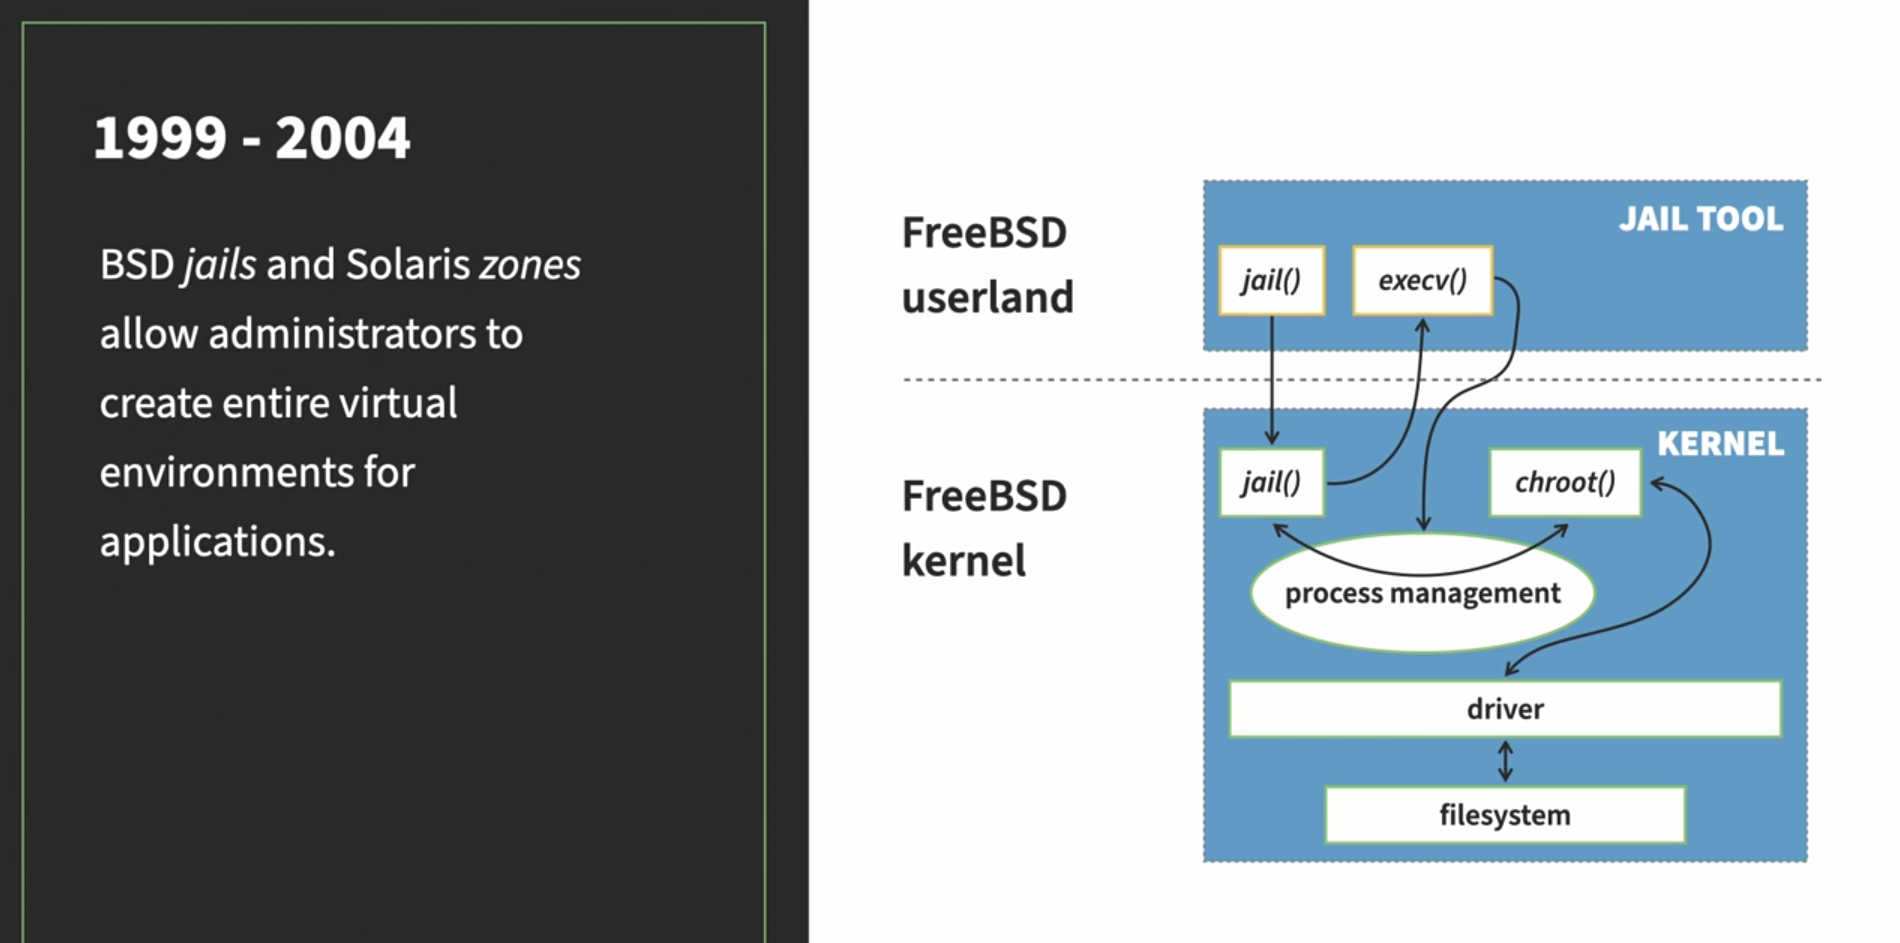 1999 - 2004
BSD jails and Solaris zones
allow administrators to
create entire virtual
environments for
applications.
FreeBSD
userland
JAIL TOOL
jail()
execv()
FreeBSD
kernel
KERNEL
jail()
chroot()
process management
driver
filesystem